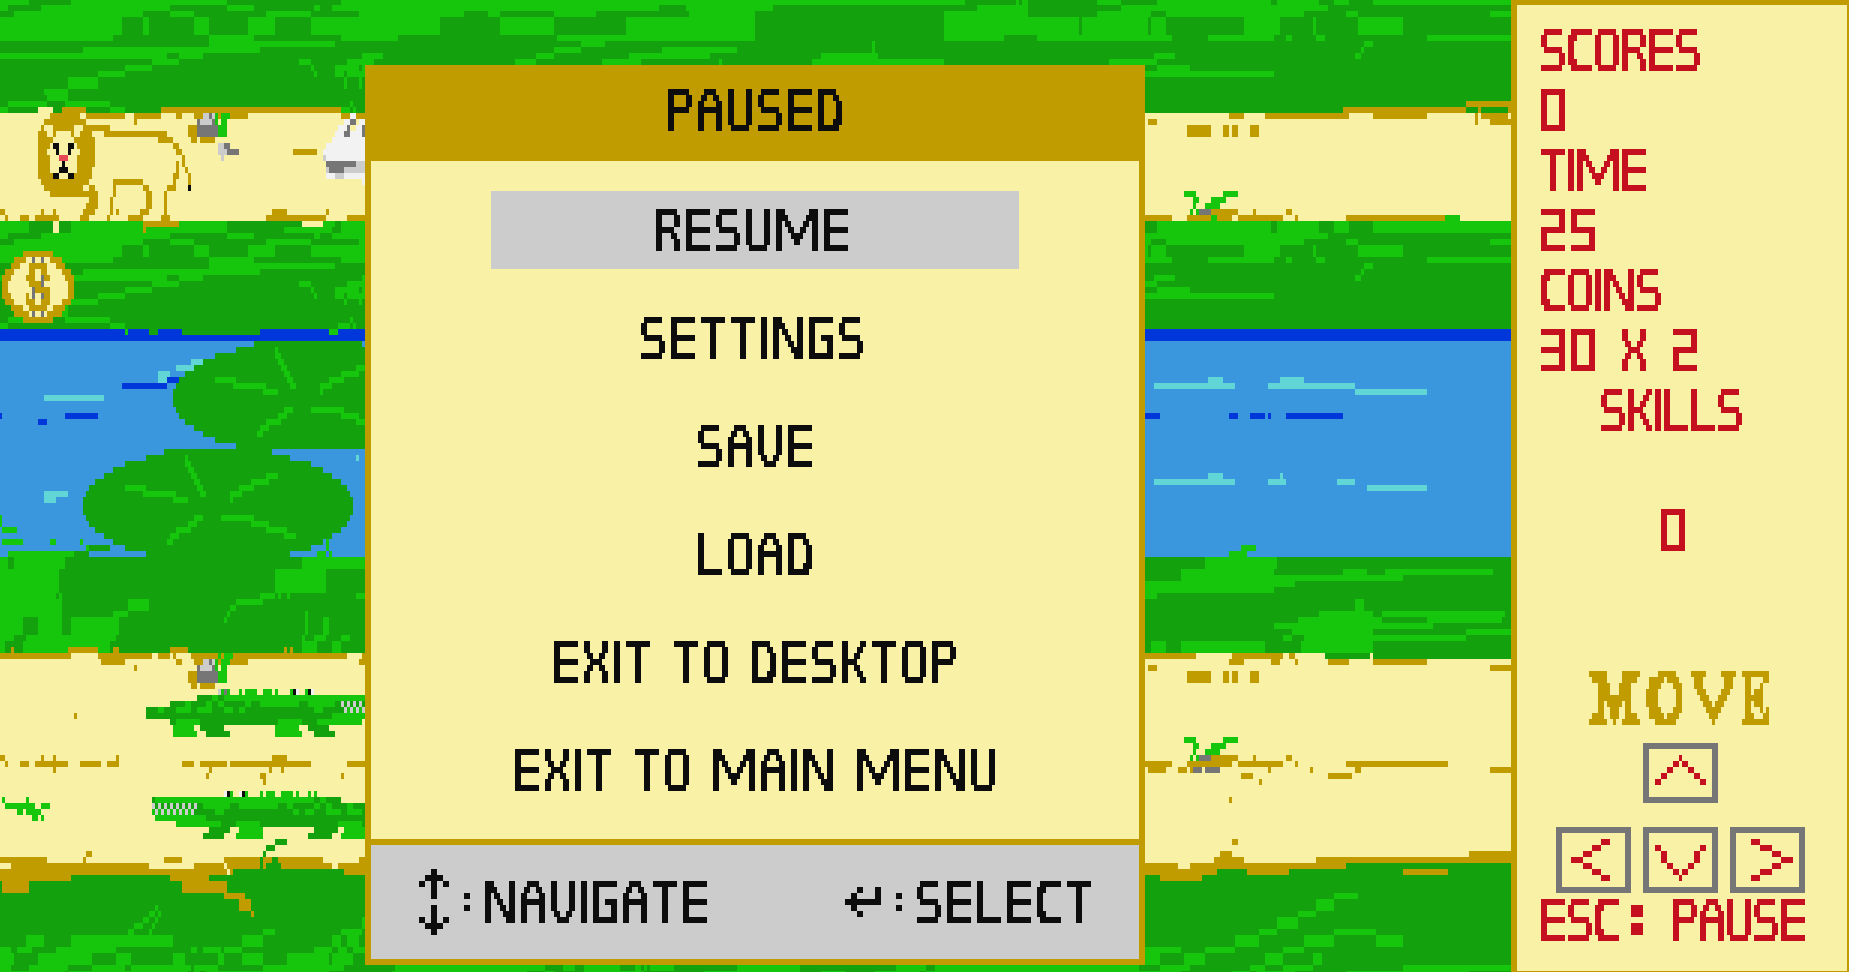 PAUSED
RESUME
SETTINGS
SAVE
LOAD
EXIT TO DESKTOP
EXIT TO MAIN MENU
↕:NAVIGATE ↵:SELECT
$
SCORES
0
TIME
25
COINS
30 X 2
SKILLS
0
MOVE
^
< v >
ESC: PAUSE